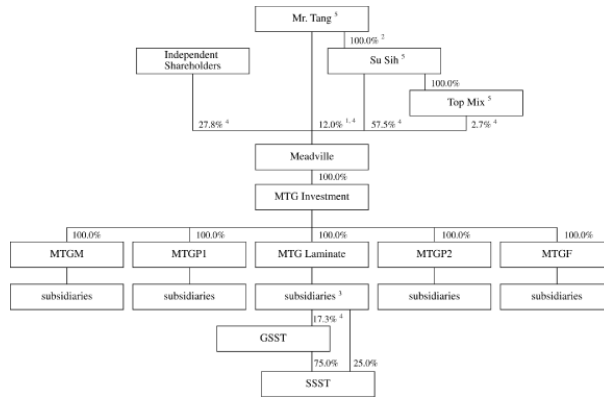 Mr. Tang 5
100.0% 2
Independent
Shareholders
Su Sih 5
100.0%
Top Mix 5
27.8% 4
12.0% 1, 4
57.5% 4
2.7% 4
Meadville
100.0%
MTG Investment
100.0% 100.0% 100.0% 100.0% 100.0%
MTGM MTGP1 MTG Laminate MTGP2 MTGF
subsidiaries subsidiaries subsidiaries 3 subsidiaries subsidiaries
17.3% 4
GSST
75.0% 25.0%
SSST